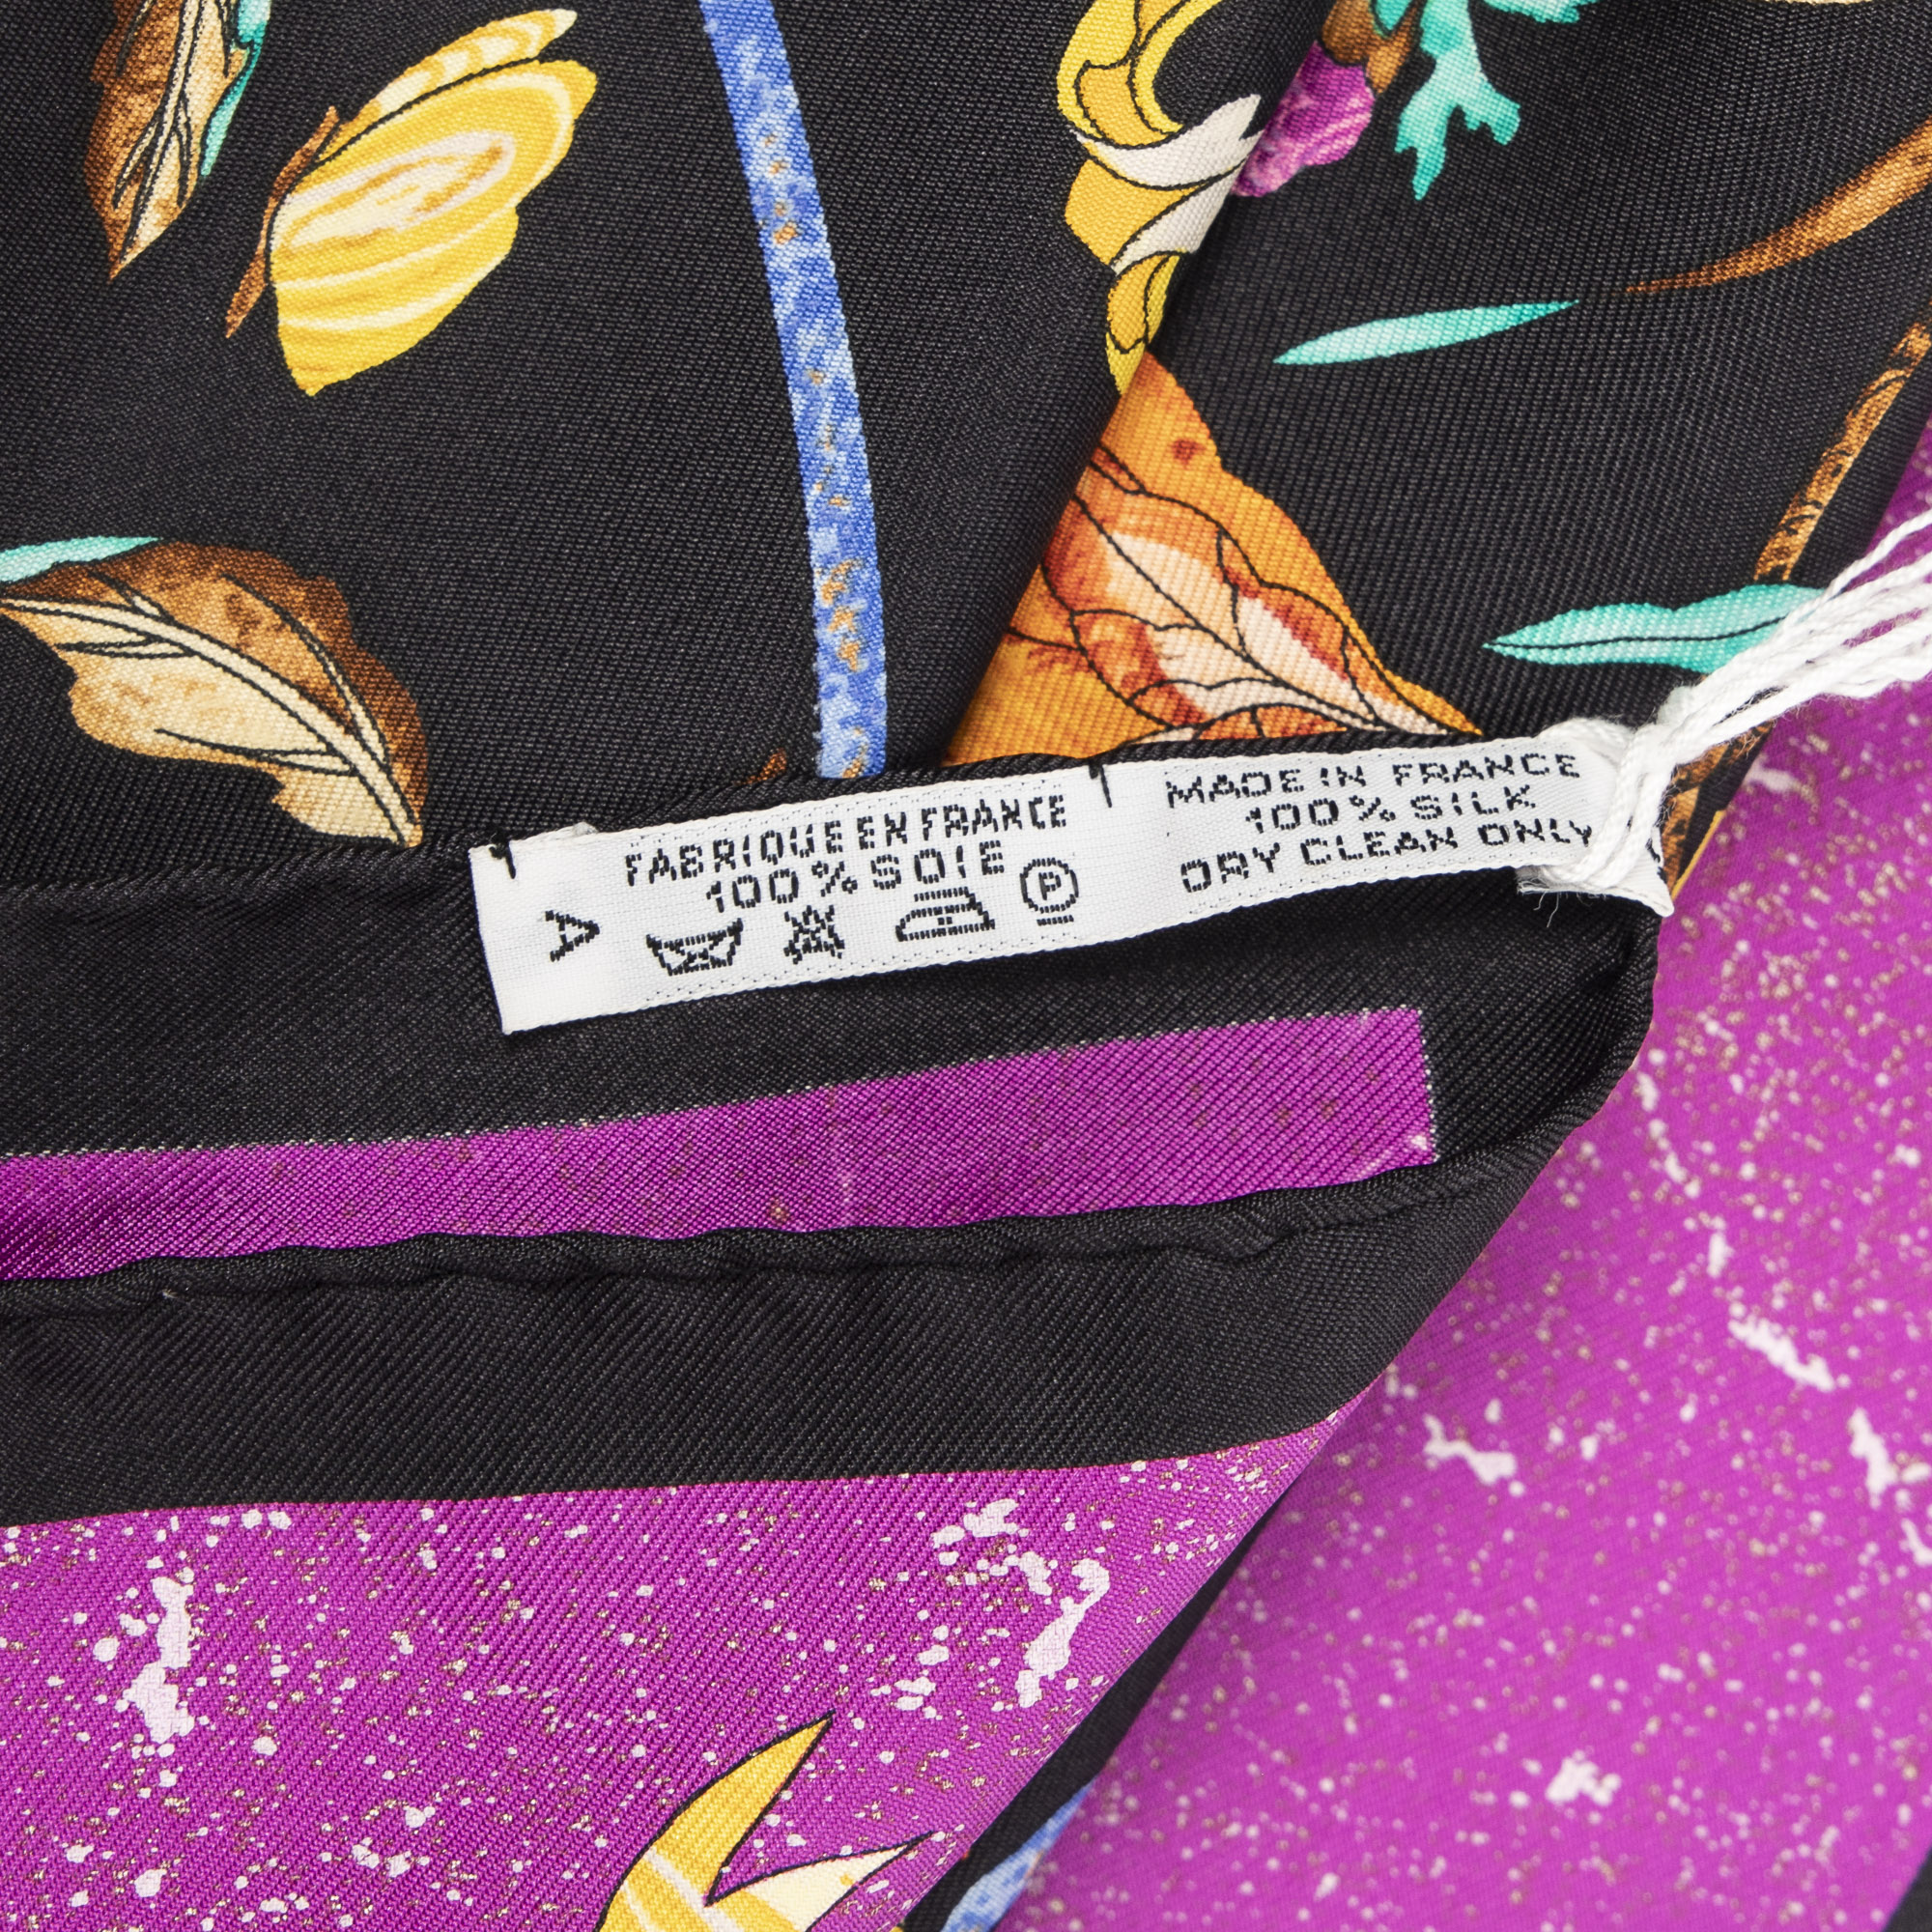 A
FABRIQUE EN FRANCE
100 % SOIE
P
MADE IN FRANCE
100 % SILK
DRY CLEAN ONLY